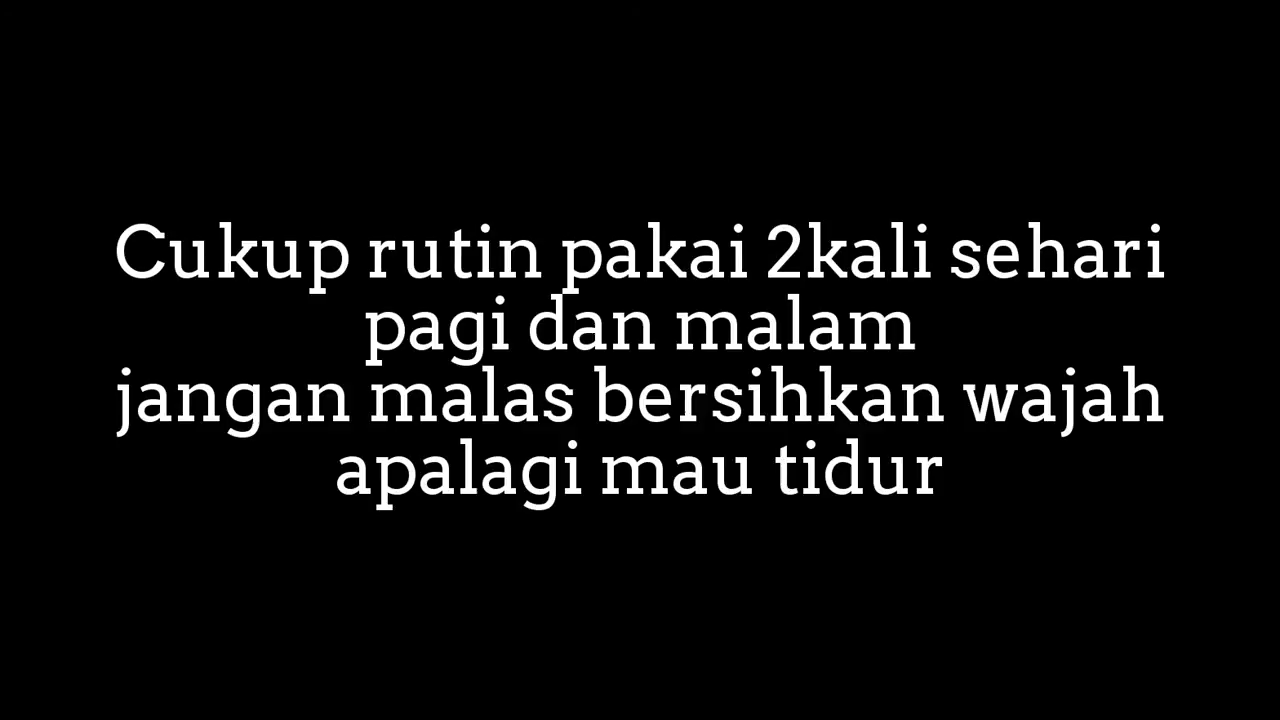 Cukup rutin pakai 2kali sehari
pagi dan malam
jangan malas bersihkan wajah
apalagi mau tidur